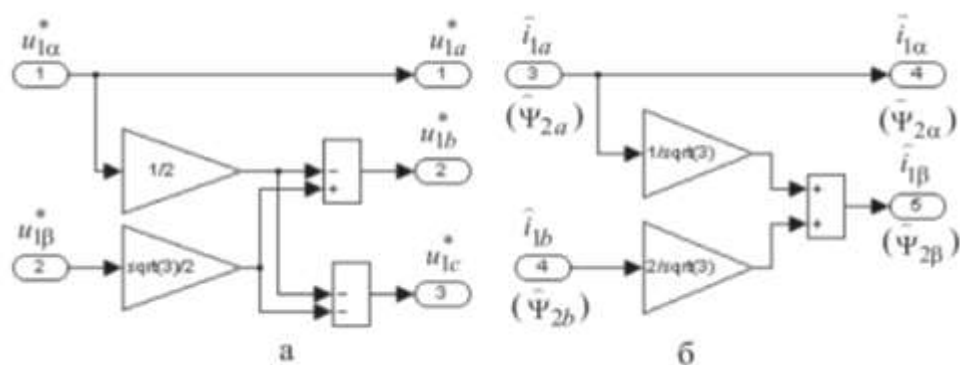 u*1α u*1a î1a î1α
1 1 3 4
(Ψ̂2a) (Ψ̂2α)
u*1b î1β
1/2 1/sqrt(3)
- + 2 + + 5
u*1β î1b (Ψ̂2β)
u*1c
2 sqrt(3)/2 4 2/sqrt(3)
- - 3
(Ψ̂2b)
а б